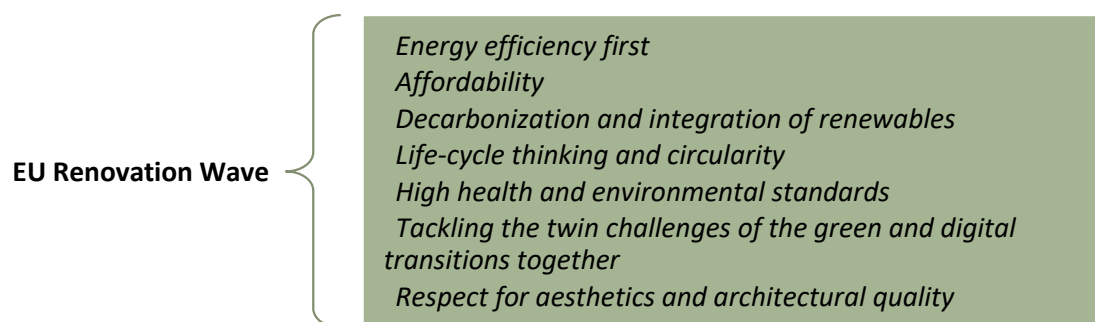 EU Renovation Wave
Energy efficiency first
Affordability
Decarbonization and integration of renewables
Life-cycle thinking and circularity
High health and environmental standards
Tackling the twin challenges of the green and digital
transitions together
Respect for aesthetics and architectural quality